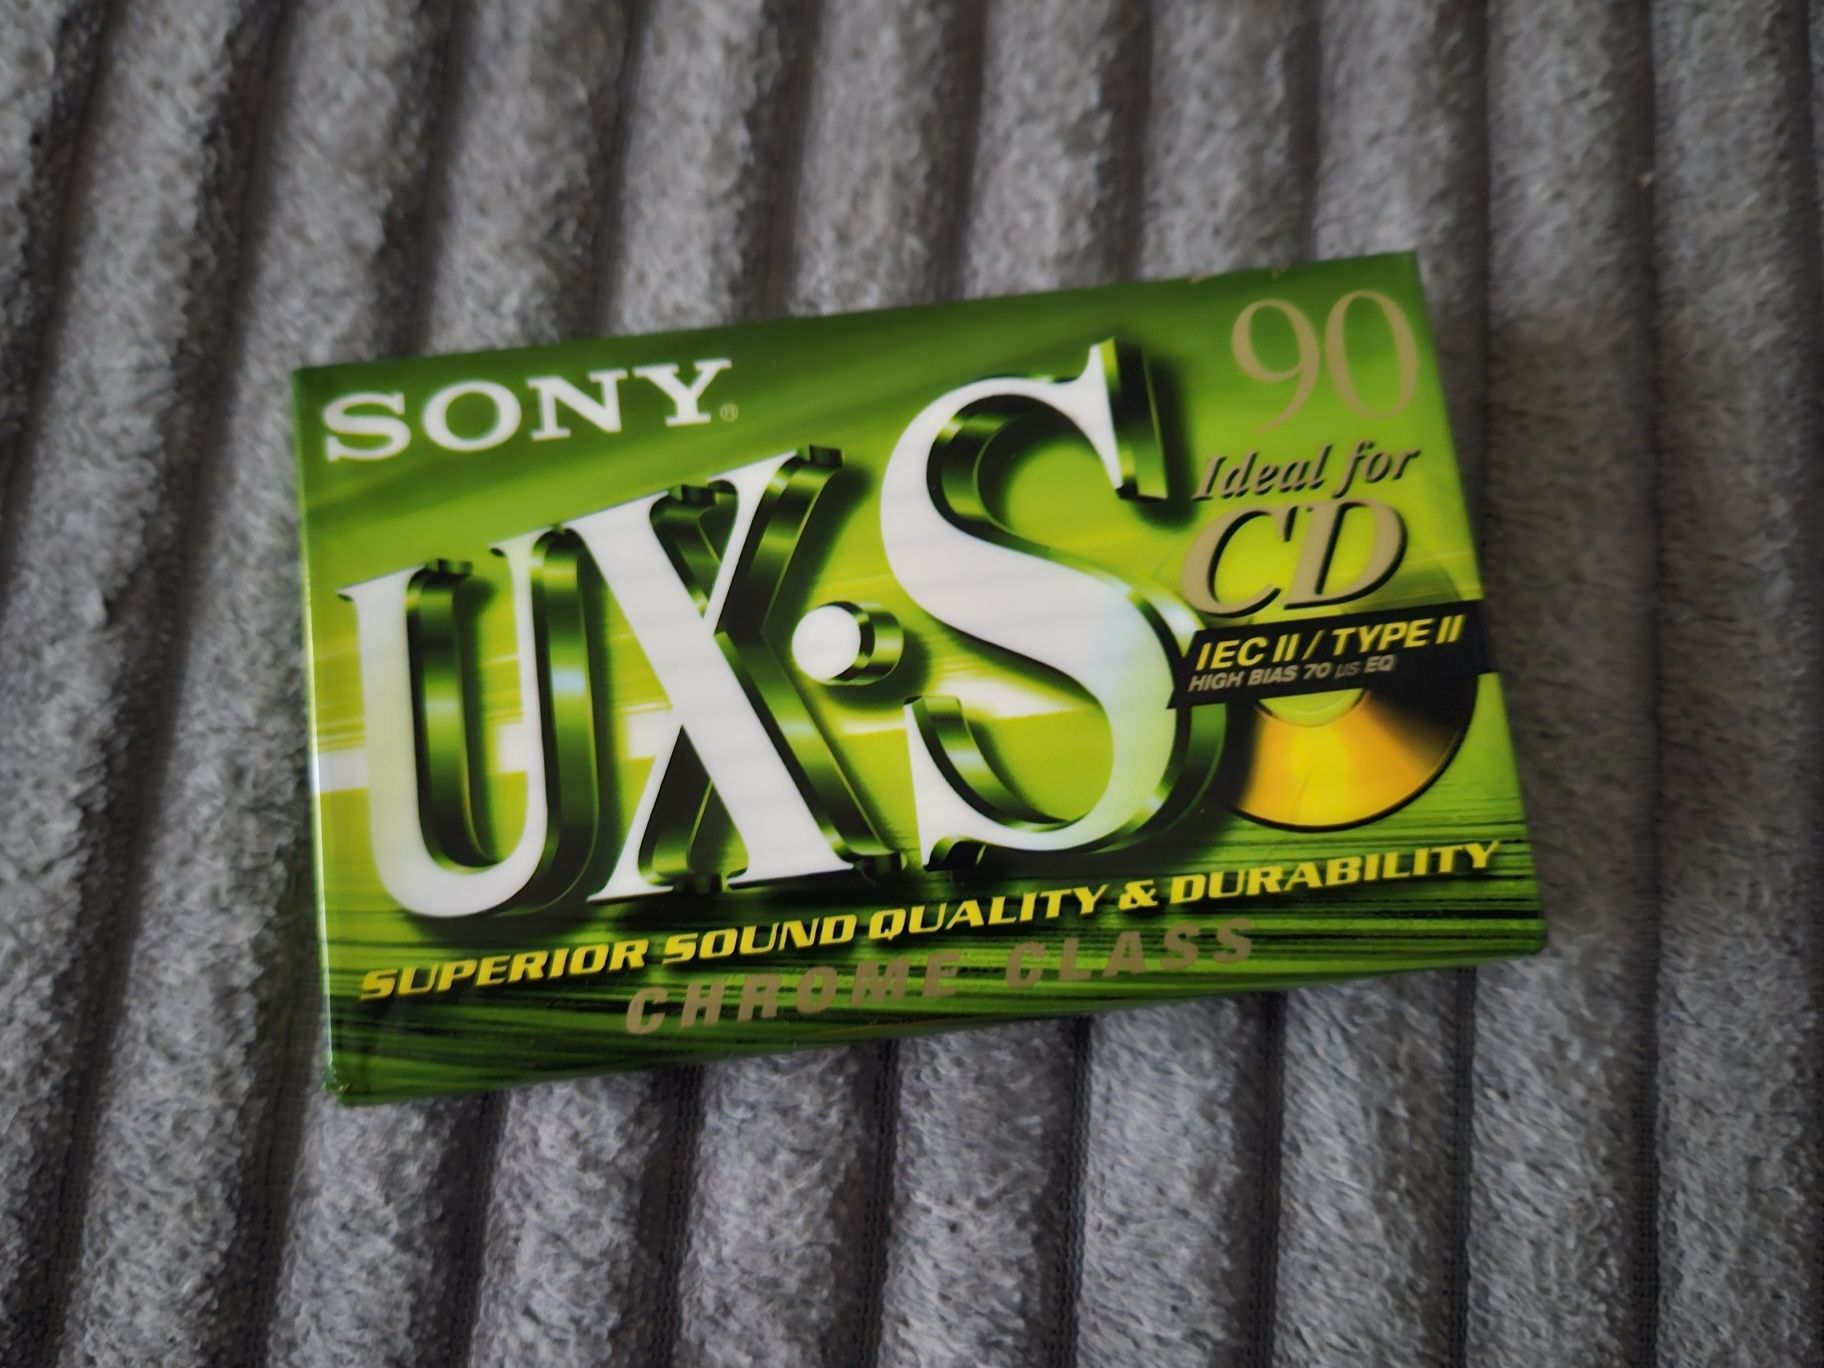 SONY®
90
UX·S
Ideal for
CD
IEC II / TYPE II
HIGH BIAS 70 µs EQ
SUPERIOR SOUND QUALITY & DURABILITY
CHROME CLASS